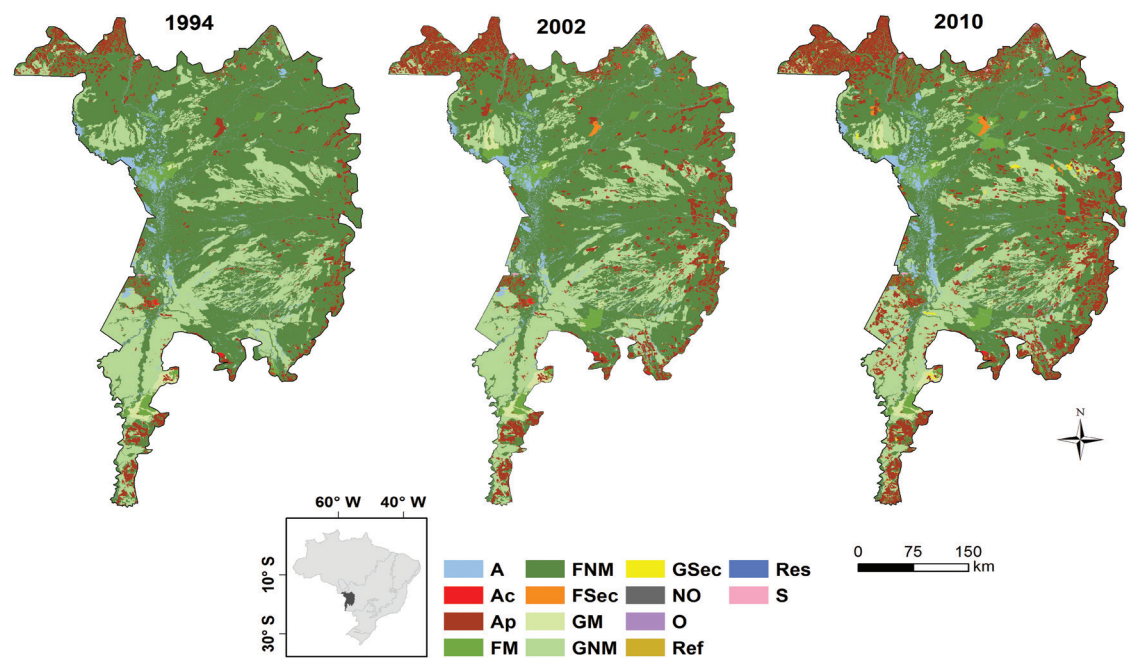 1994
2002
2010
N
60° W 40° W
10° S
30° S
A
Ac
Ap
FM
FNM
FSec
GM
GNM
GSec
NO
O
Ref
Res
S
0 75 150
km